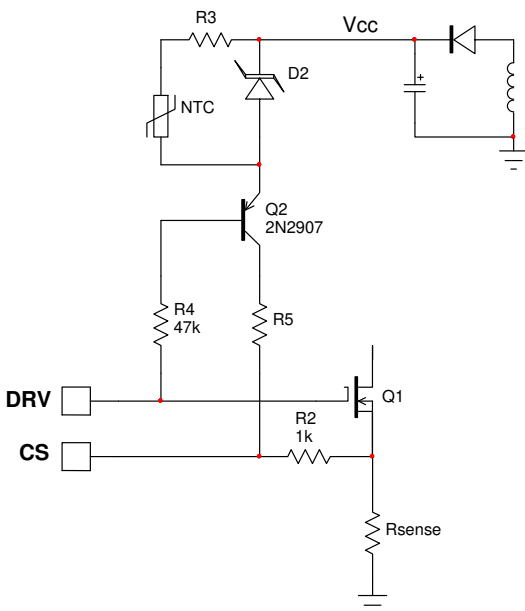 R3
Vcc
D2
NTC
+
Q2
2N2907
R4
47k
R5
DRV
Q1
R2
1k
CS
Rsense